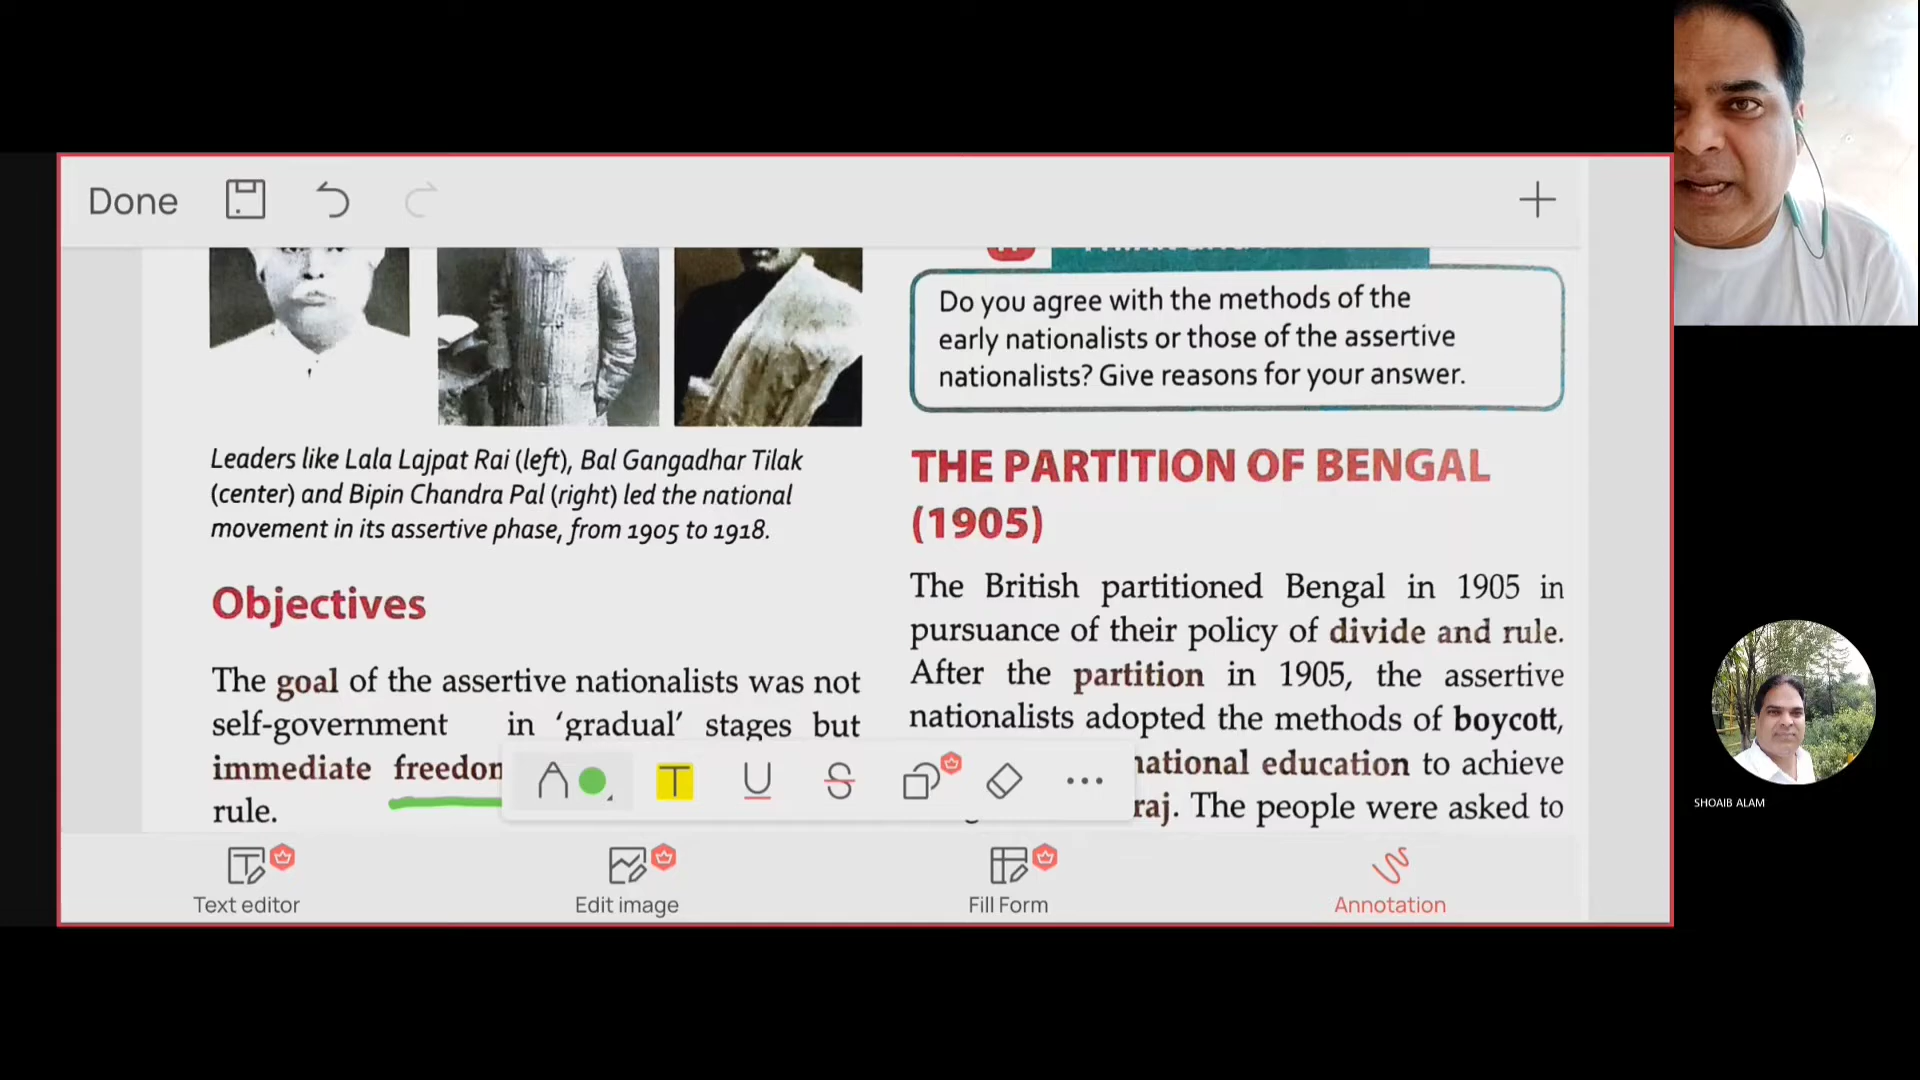 Done
Do you agree with the methods of the
early nationalists or those of the assertive
nationalists? Give reasons for your answer.
Leaders like Lala Lajpat Rai (left), Bal Gangadhar Tilak
(center) and Bipin Chandra Pal (right) led the national
movement in its assertive phase, from 1905 to 1918.
Objectives
The goal of the assertive nationalists was not
self-government in ‘gradual’ stages but
immediate freedom
rule.
THE PARTITION OF BENGAL
(1905)
The British partitioned Bengal in 1905 in
pursuance of their policy of divide and rule.
After the partition in 1905, the assertive
nationalists adopted the methods of boycott,
national education to achieve
raj. The people were asked to
T U S
Text editor
Edit image
Fill Form
Annotation
SHOAIB ALAM